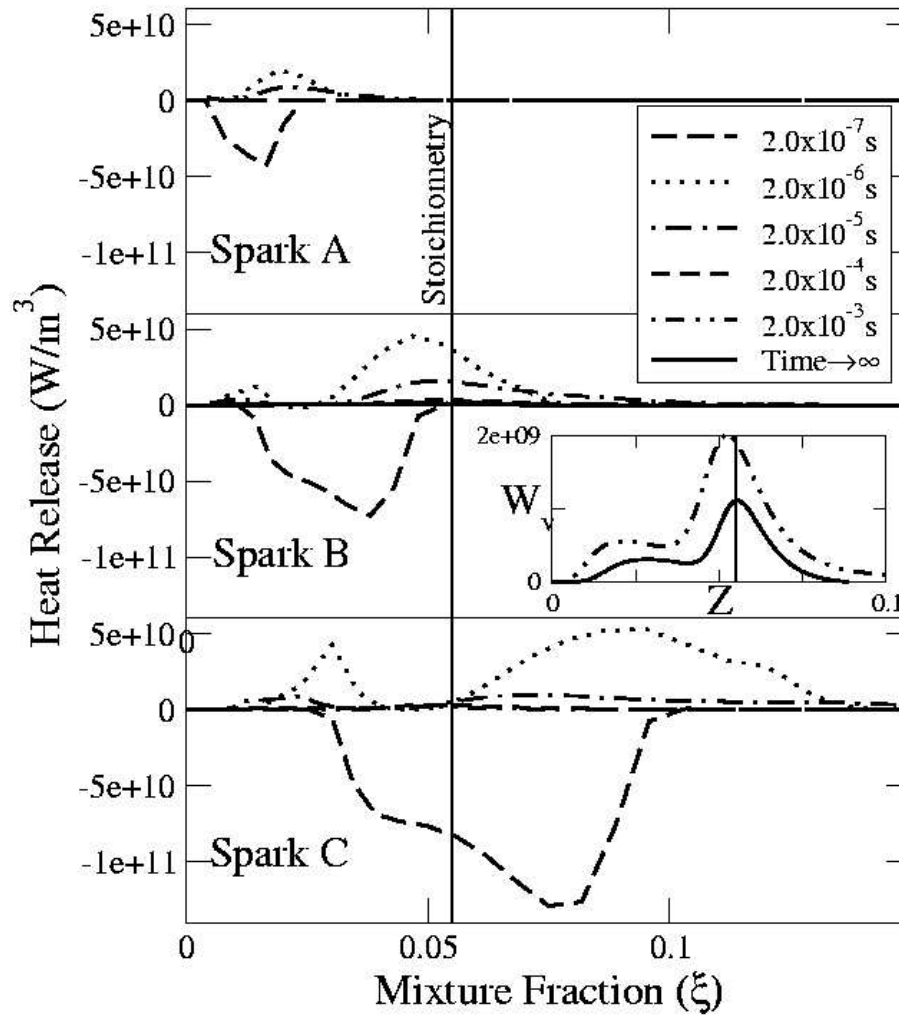 5e+10
0
-5e+10
-1e+11
Spark A
Stoichiometry
2.0x10⁻⁷s
2.0x10⁻⁶s
2.0x10⁻⁵s
2.0x10⁻⁴s
2.0x10⁻³s
Time→∞
Heat Release (W/m³)
5e+10
0
-5e+10
-1e+11
Spark B
2e+09
Wᵥ
0
0
Z
0.1
0
5e+10
0
-5e+10
-1e+11
Spark C
0
0.05
0.1
Mixture Fraction (ξ)